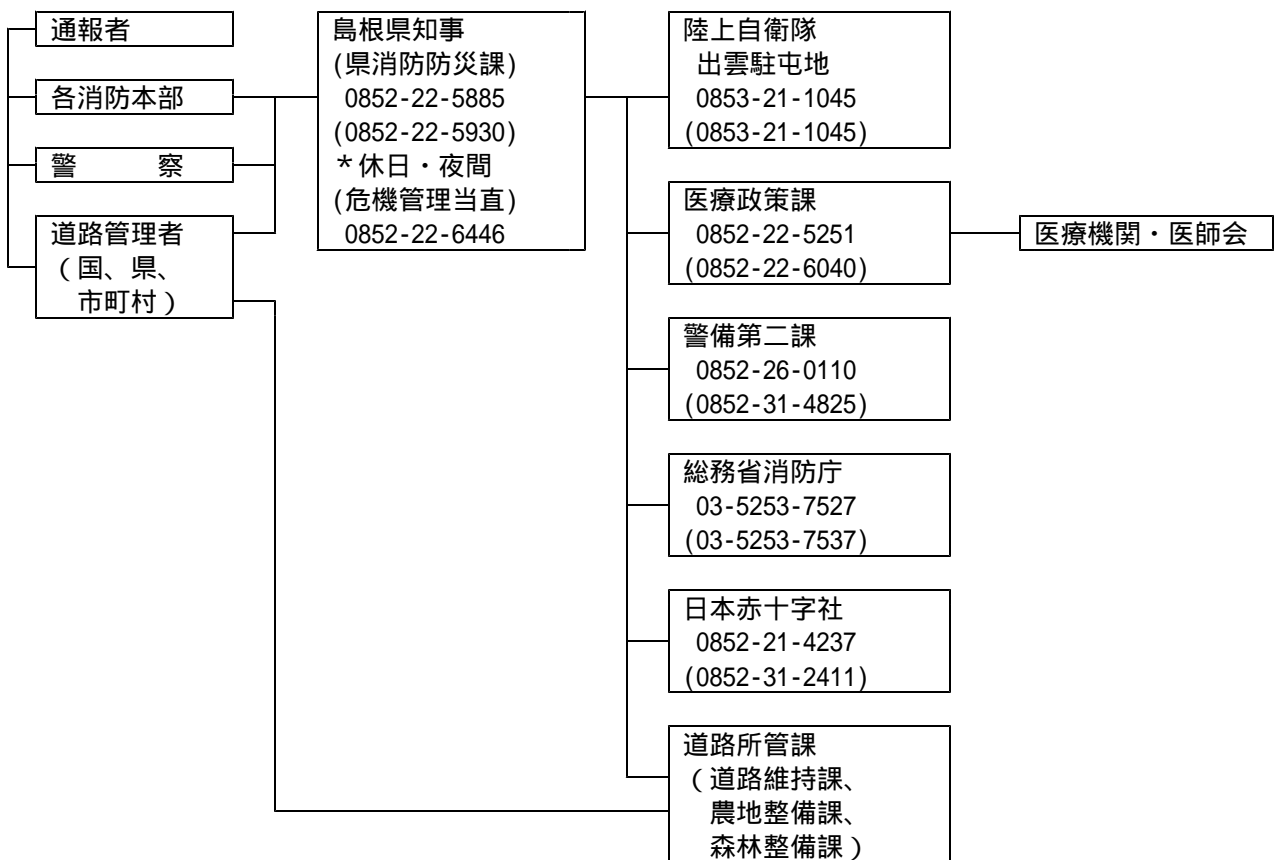 通報者
各消防本部
警　　察
道路管理者
（国、県、
市町村）
島根県知事
(県消防防災課)
0852-22-5885
(0852-22-5930)
*休日・夜間
(危機管理当直)
0852-22-6446
陸上自衛隊
出雲駐屯地
0853-21-1045
(0853-21-1045)
医療政策課
0852-22-5251
(0852-22-6040)
医療機関・医師会
警備第二課
0852-26-0110
(0852-31-4825)
総務省消防庁
03-5253-7527
(03-5253-7537)
日本赤十字社
0852-21-4237
(0852-31-2411)
道路所管課
（道路維持課、
農地整備課、
森林整備課）